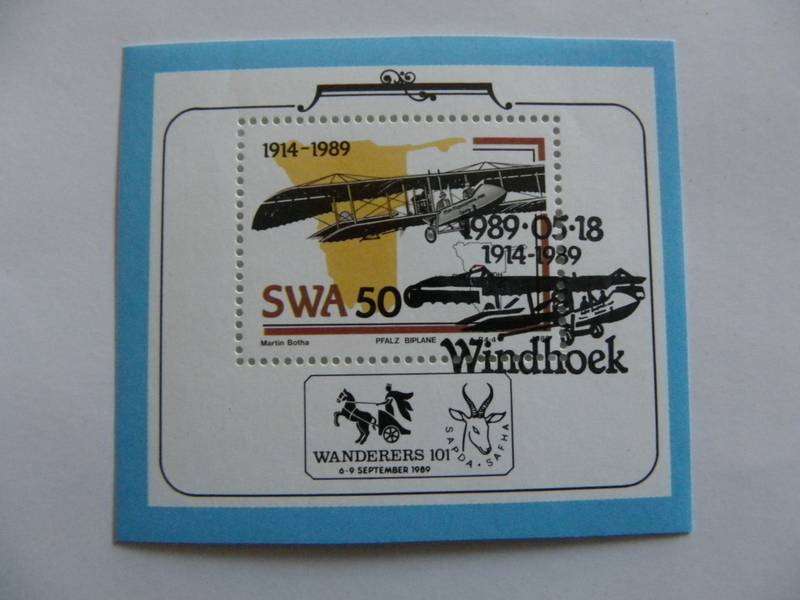 1914-1989
1989·05·18
1914-1989
SWA 50
Martin Botha
PFALZ BIPLANE
Windhoek
WANDERERS 101
6-9 SEPTEMBER 1989
SAPDA·SAFHA